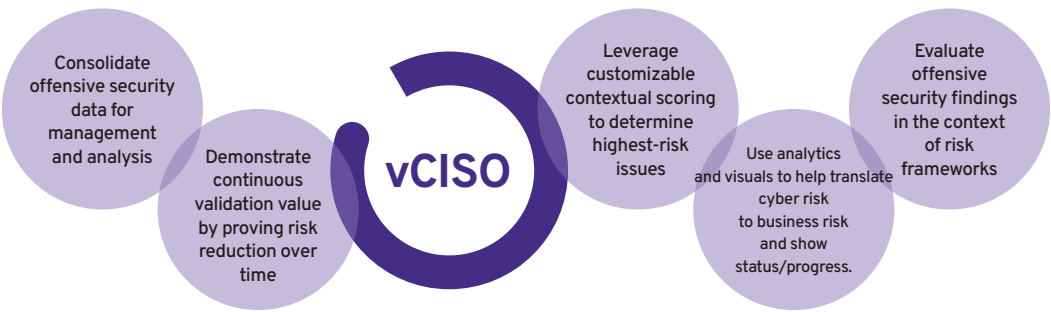 Consolidate
offensive security
data for
management
and analysis
Demonstrate
continuous
validation value
by proving risk
reduction over
time
vCISO
Leverage
customizable
contextual scoring
to determine
highest-risk
issues
Use analytics
and visuals to help translate
cyber risk
to business risk
and show
status/progress.
Evaluate
offensive
security findings
in the context
of risk
frameworks